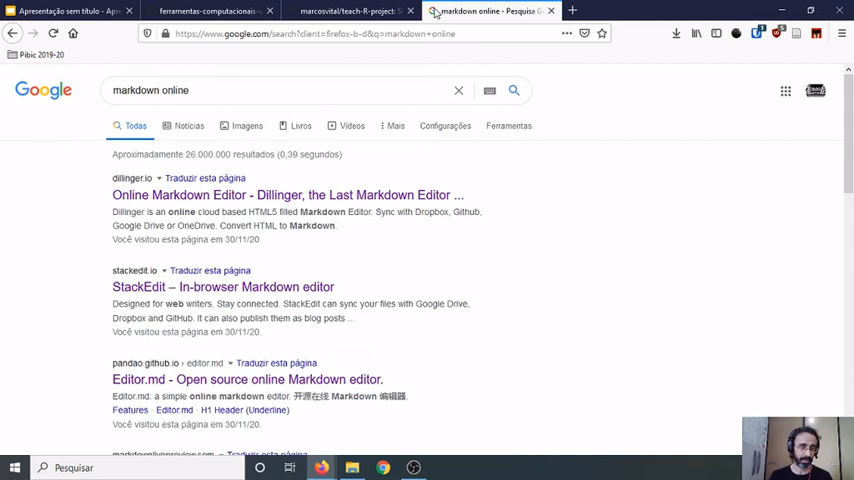 Apresentação sem título - Apre
ferramentas-computacionais-u
marcosvital/teach-R-project: S
markdown online - Pesquisa G
https://www.google.com/search?client=firefox-b-d&q=markdown+online
Pibic 2019-20
Google
markdown online
Todas
Notícias
Imagens
Livros
Vídeos
Mais
Configurações
Ferramentas
Aproximadamente 26.000.000 resultados (0,39 segundos)
dillinger.io Traduzir esta página
Online Markdown Editor - Dillinger, the Last Markdown Editor ...
Dillinger is an online cloud based HTML5 filled Markdown Editor. Sync with Dropbox, Github,
Google Drive or OneDrive. Convert HTML to Markdown.
Você visitou esta página em 30/11/20.
stackedit.io Traduzir esta página
StackEdit – In-browser Markdown editor
Designed for web writers. Stay connected. StackEdit can sync your files with Google Drive,
Dropbox and GitHub. It can also publish them as blog posts ...
Você visitou esta página em 30/11/20.
pandao.github.io › editor.md Traduzir esta página
Editor.md - Open source online Markdown editor.
Editor.md: a simple online markdown editor. 开源在线 Markdown 编辑器.
Features · Editor.md · H1 Header (Underline)
Você visitou esta página em 30/11/20.
markdownlivepreview.com Traduzir esta página
Pesquisar